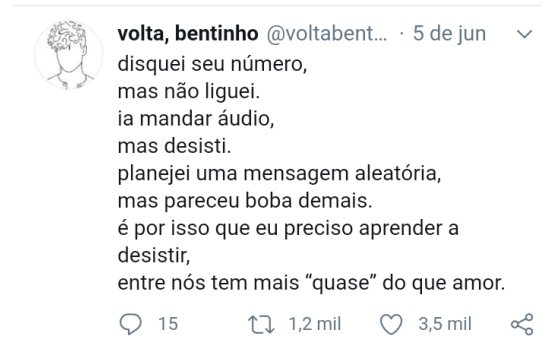 volta, bentinho @voltabent... · 5 de jun
disquei seu número,
mas não liguei.
ia mandar áudio,
mas desisti.
planejei uma mensagem aleatória,
mas pareceu boba demais.
é por isso que eu preciso aprender a
desistir,
entre nós tem mais “quase” do que amor.
15 1,2 mil 3,5 mil